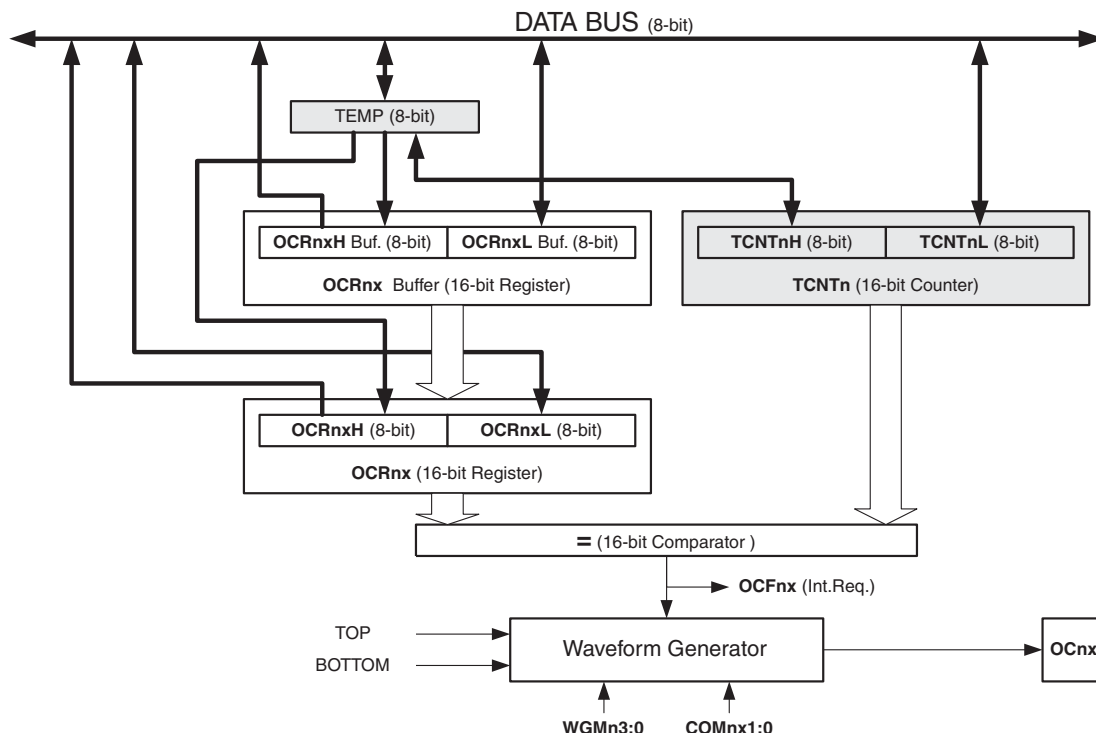 DATA BUS (8-bit)
TEMP (8-bit)
OCRnxH Buf. (8-bit) OCRnxL Buf. (8-bit)
OCRnx Buffer (16-bit Register)
TCNTnH (8-bit) TCNTnL (8-bit)
TCNTn (16-bit Counter)
OCRnxH (8-bit) OCRnxL (8-bit)
OCRnx (16-bit Register)
= (16-bit Comparator )
OCFnx (Int.Req.)
TOP
BOTTOM
Waveform Generator
OCnx
WGMn3:0 COMnx1:0